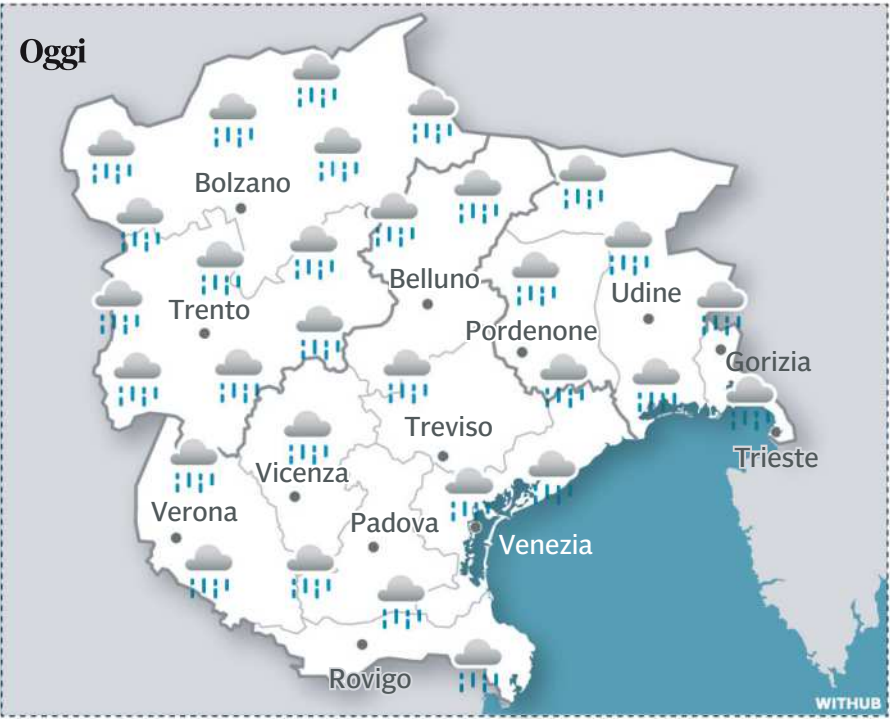 Oggi
Bolzano
Belluno
Trento
Udine
Pordenone
Gorizia
Treviso
Trieste
Vicenza
Verona
Padova
Venezia
Rovigo
WITHUB